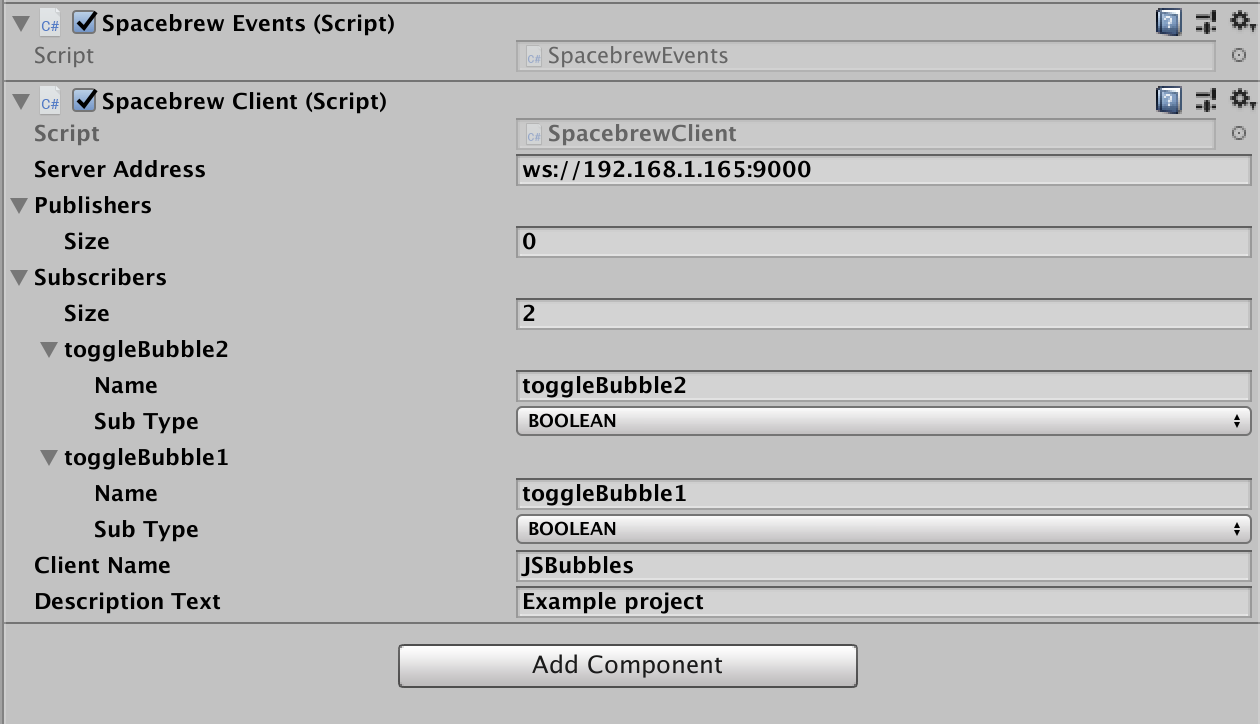 C# Spacebrew Events (Script)
Script C# SpacebrewEvents
C# Spacebrew Client (Script)
Script C# SpacebrewClient
Server Address ws://192.168.1.165:9000
Publishers
Size 0
Subscribers
Size 2
toggleBubble2
Name toggleBubble2
Sub Type BOOLEAN
toggleBubble1
Name toggleBubble1
Sub Type BOOLEAN
Client Name JSBubbles
Description Text Example project
Add Component